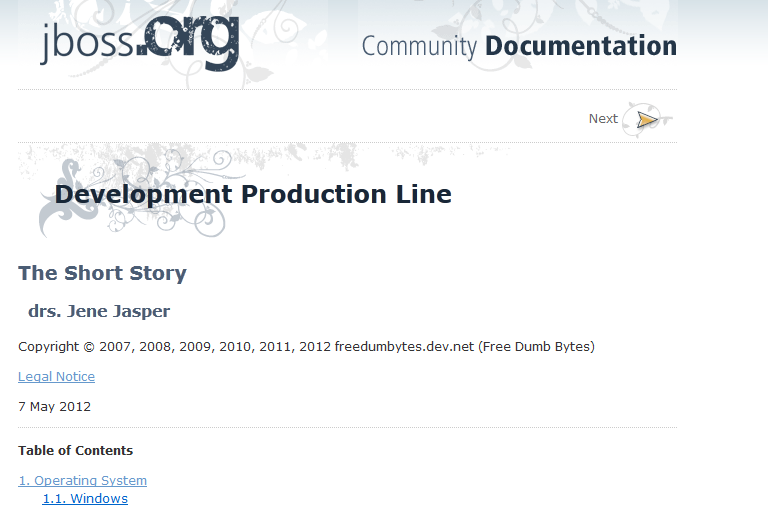 jboss.org
Community Documentation
Next
Development Production Line
The Short Story
drs. Jene Jasper
Copyright © 2007, 2008, 2009, 2010, 2011, 2012 freedumbytes.dev.net (Free Dumb Bytes)
Legal Notice
7 May 2012
Table of Contents
1. Operating System
1.1. Windows